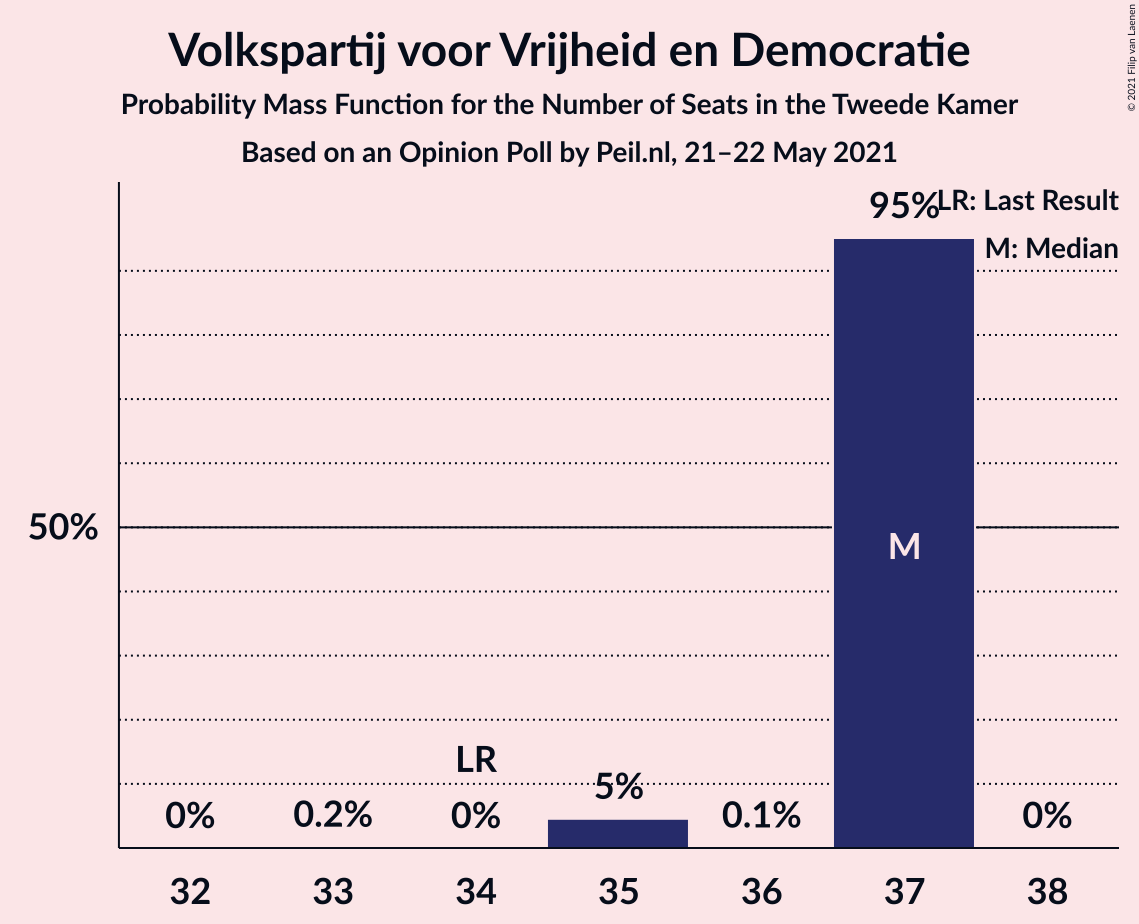 Volkspartij voor Vrijheid en Democratie
Probability Mass Function for the Number of Seats in the Tweede Kamer
Based on an Opinion Poll by Peil.nl, 21–22 May 2021
© 2021 Filip van Laenen
95%
LR: Last Result
M: Median
50%
M
LR
0%
0.2%
0%
5%
0.1%
0%
32
33
34
35
36
37
38